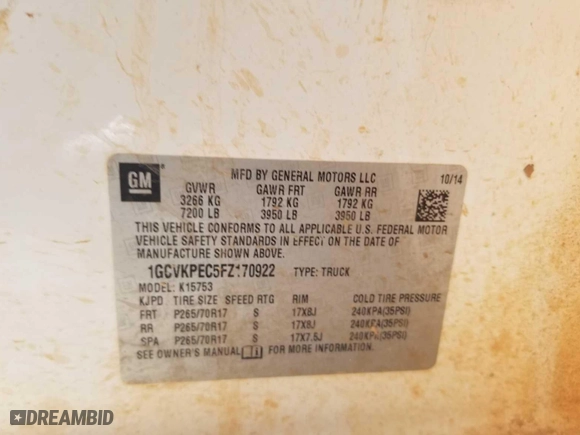 GM
MFD BY GENERAL MOTORS LLC
10/14
GVWR GAWR FRT GAWR RR
3266 KG 1792 KG 1792 KG
7200 LB 3950 LB 3950 LB
THIS VEHICLE CONFORMS TO ALL APPLICABLE U.S. FEDERAL MOTOR
VEHICLE SAFETY STANDARDS IN EFFECT ON THE DATE OF
MANUFACTURE SHOWN ABOVE.
1GCVKPEC5FZ170922 TYPE: TRUCK
MODEL: K15753
KJPD TIRE SIZE SPEED RTG RIM COLD TIRE PRESSURE
FRT P265/70R17 S 17X8J 240KPA(35PSI)
RR P265/70R17 S 17X8J 240KPA(35PSI)
SPA P265/70R17 S 17X7.5J 240KPA(35PSI)
SEE OWNER'S MANUAL FOR MORE INFORMATION.
DREAMBID